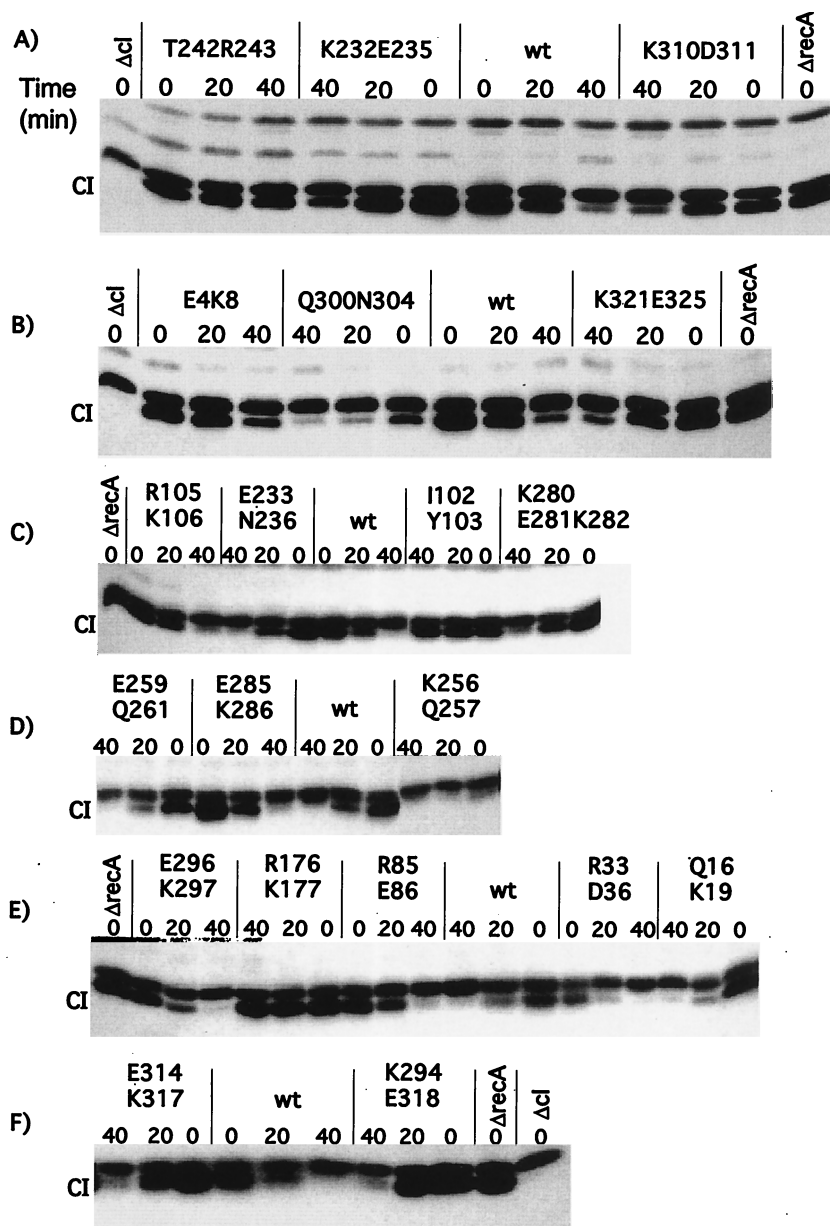 A) ΔcI T242R243 K232E235 wt K310D311 ΔrecA
Time (min) 0 0 20 40 40 20 0 0 20 40 40 20 0 0
CI
B) ΔcI E4K8 Q300N304 wt K321E325 ΔrecA
0 0 20 40 40 20 0 0 20 40 40 20 0 0
CI
C) ΔrecA R105 K106 E233 N236 wt I102 Y103 K280 E281K282
0 0 20 40 40 20 0 0 20 40 40 20 0 40 20 0
CI
D) E259 Q261 E285 K286 wt K256 Q257
40 20 0 0 20 40 40 20 0 40 20 0
CI
E) ΔrecA E296 K297 R176 K177 R85 E86 wt R33 D36 Q16 K19
0 0 20 40 40 20 0 0 20 40 40 20 0 0 20 40 40 20 0
CI
F) E314 K317 wt K294 E318 ΔrecA ΔcI
40 20 0 0 20 40 40 20 0 0 0
CI